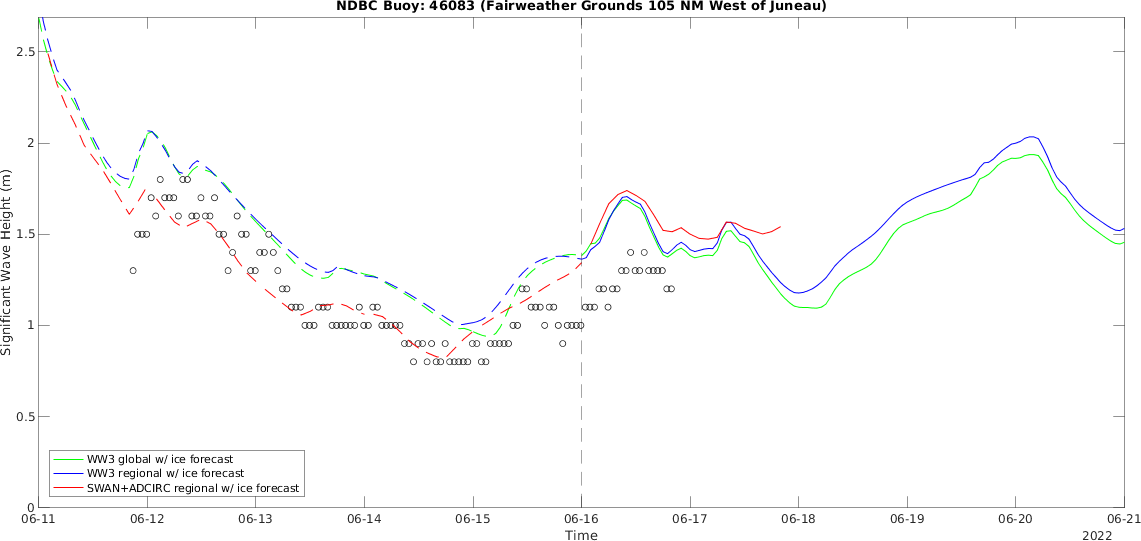 NDBC Buoy: 46083 (Fairweather Grounds 105 NM West of Juneau)
Significant Wave Height (m)
2.5
2
1.5
1
0.5
0
WW3 global w/ ice forecast
WW3 regional w/ ice forecast
SWAN+ADCIRC regional w/ ice forecast
06-11 06-12 06-13 06-14 06-15 06-16 06-17 06-18 06-19 06-20 06-21
Time
2022